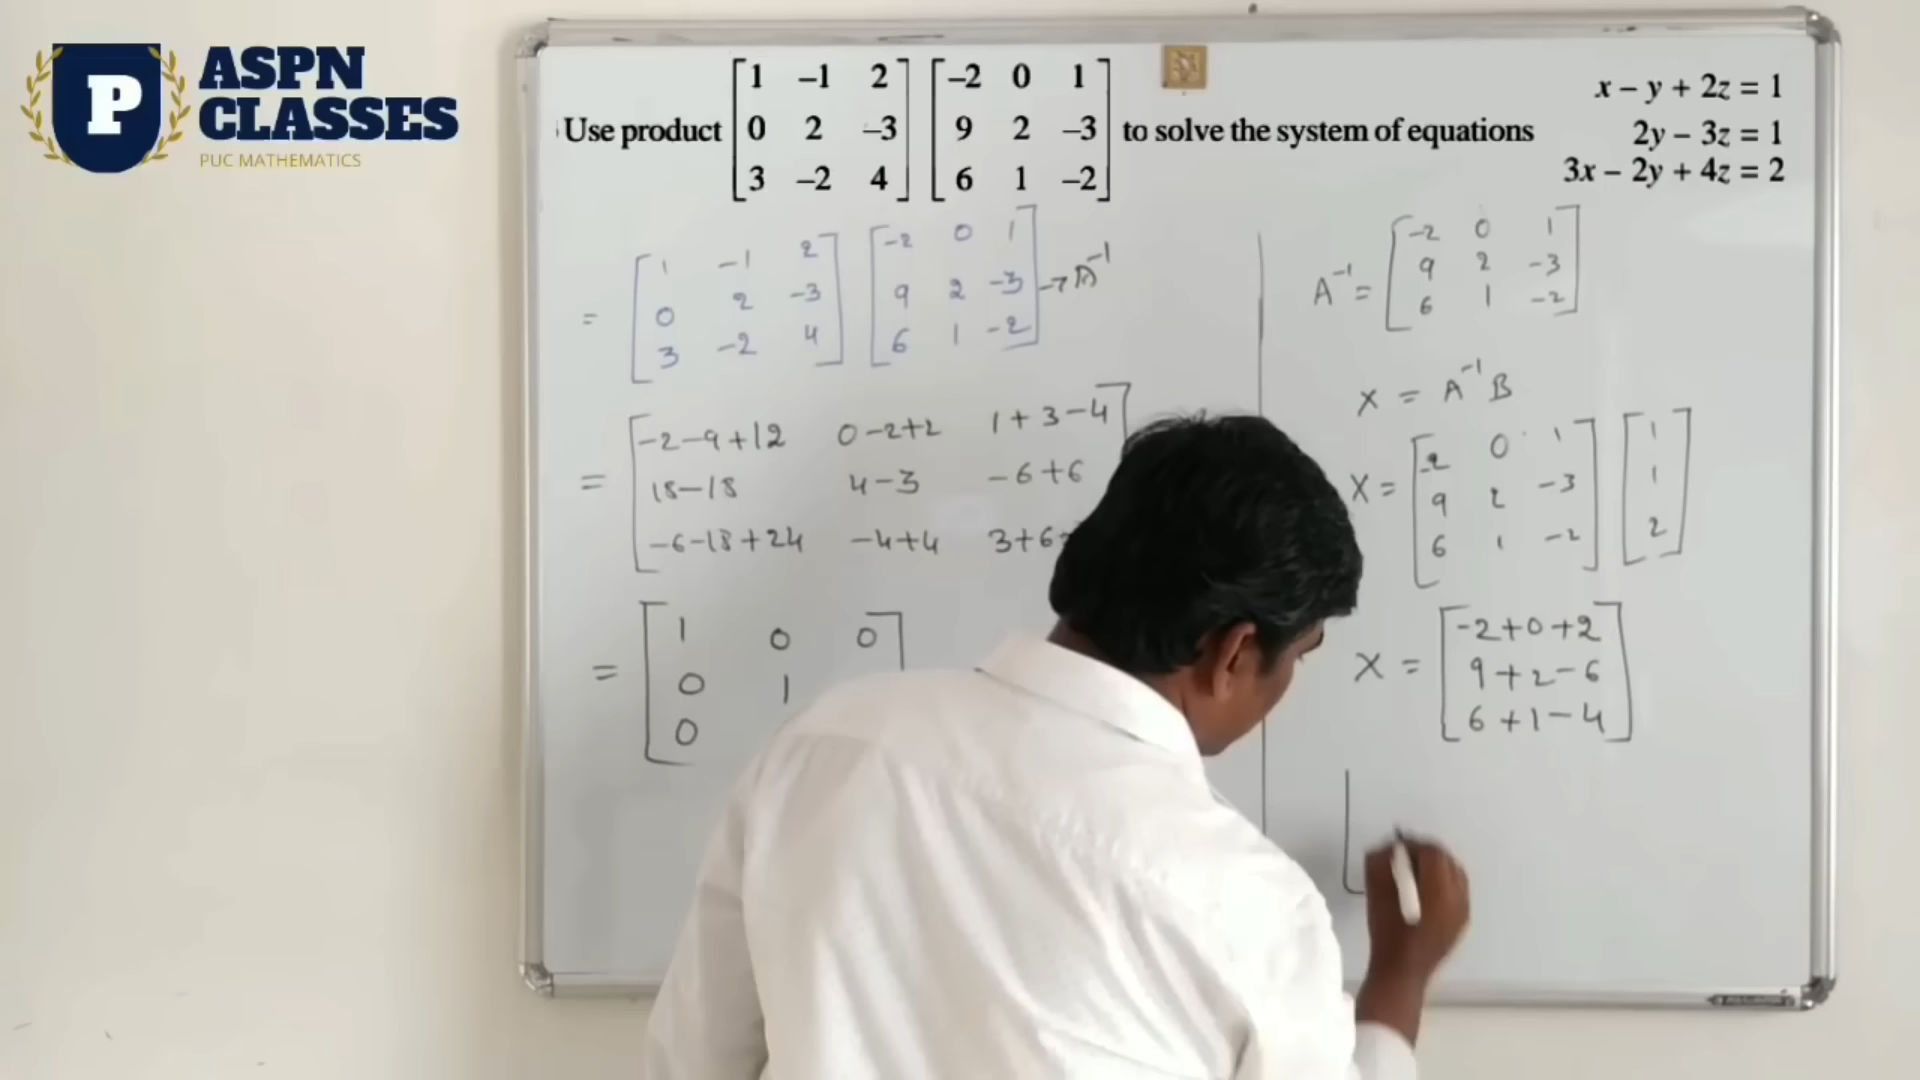 P
ASPN
CLASSES
PUC MATHEMATICS
Use product [1 –1 2 / 0 2 –3 / 3 –2 4] [–2 0 1 / 9 2 –3 / 6 1 –2] to solve the system of equations
x – y + 2z = 1
2y – 3z = 1
3x – 2y + 4z = 2
= [1 -1 2 / 0 2 -3 / 3 -2 4] [-2 0 1 / 9 2 -3 / 6 1 -2] → A⁻¹
= [-2-9+12 0-2+2 1+3-4
18-18 4-3 -6+6
-6-18+24 -4+4 3+6
= [1 0 0]
0 1
0
A⁻¹ = [-2 0 1 / 9 2 -3 / 6 1 -2]
X = A⁻¹ B
X = [-2 0 1 / 9 2 -3 / 6 1 -2] [1 / 1 / 2]
X = [-2+0+2 / 9+2-6 / 6+1-4]